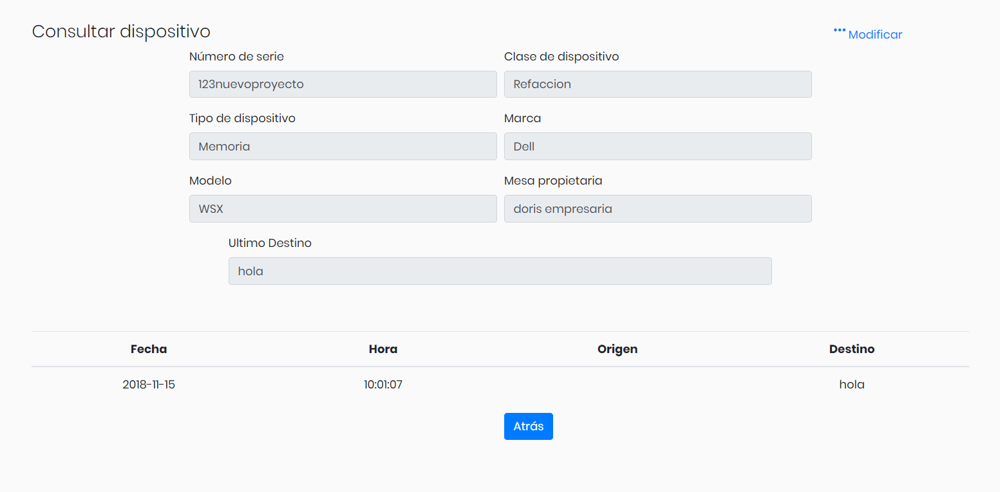 Consultar dispositivo
••• Modificar
Número de serie Clase de dispositivo
123nuevoproyecto Refaccion
Tipo de dispositivo Marca
Memoria Dell
Modelo Mesa propietaria
WSX doris empresaria
Ultimo Destino
hola
Fecha Hora Origen Destino
2018-11-15 10:01:07 hola
Atrás